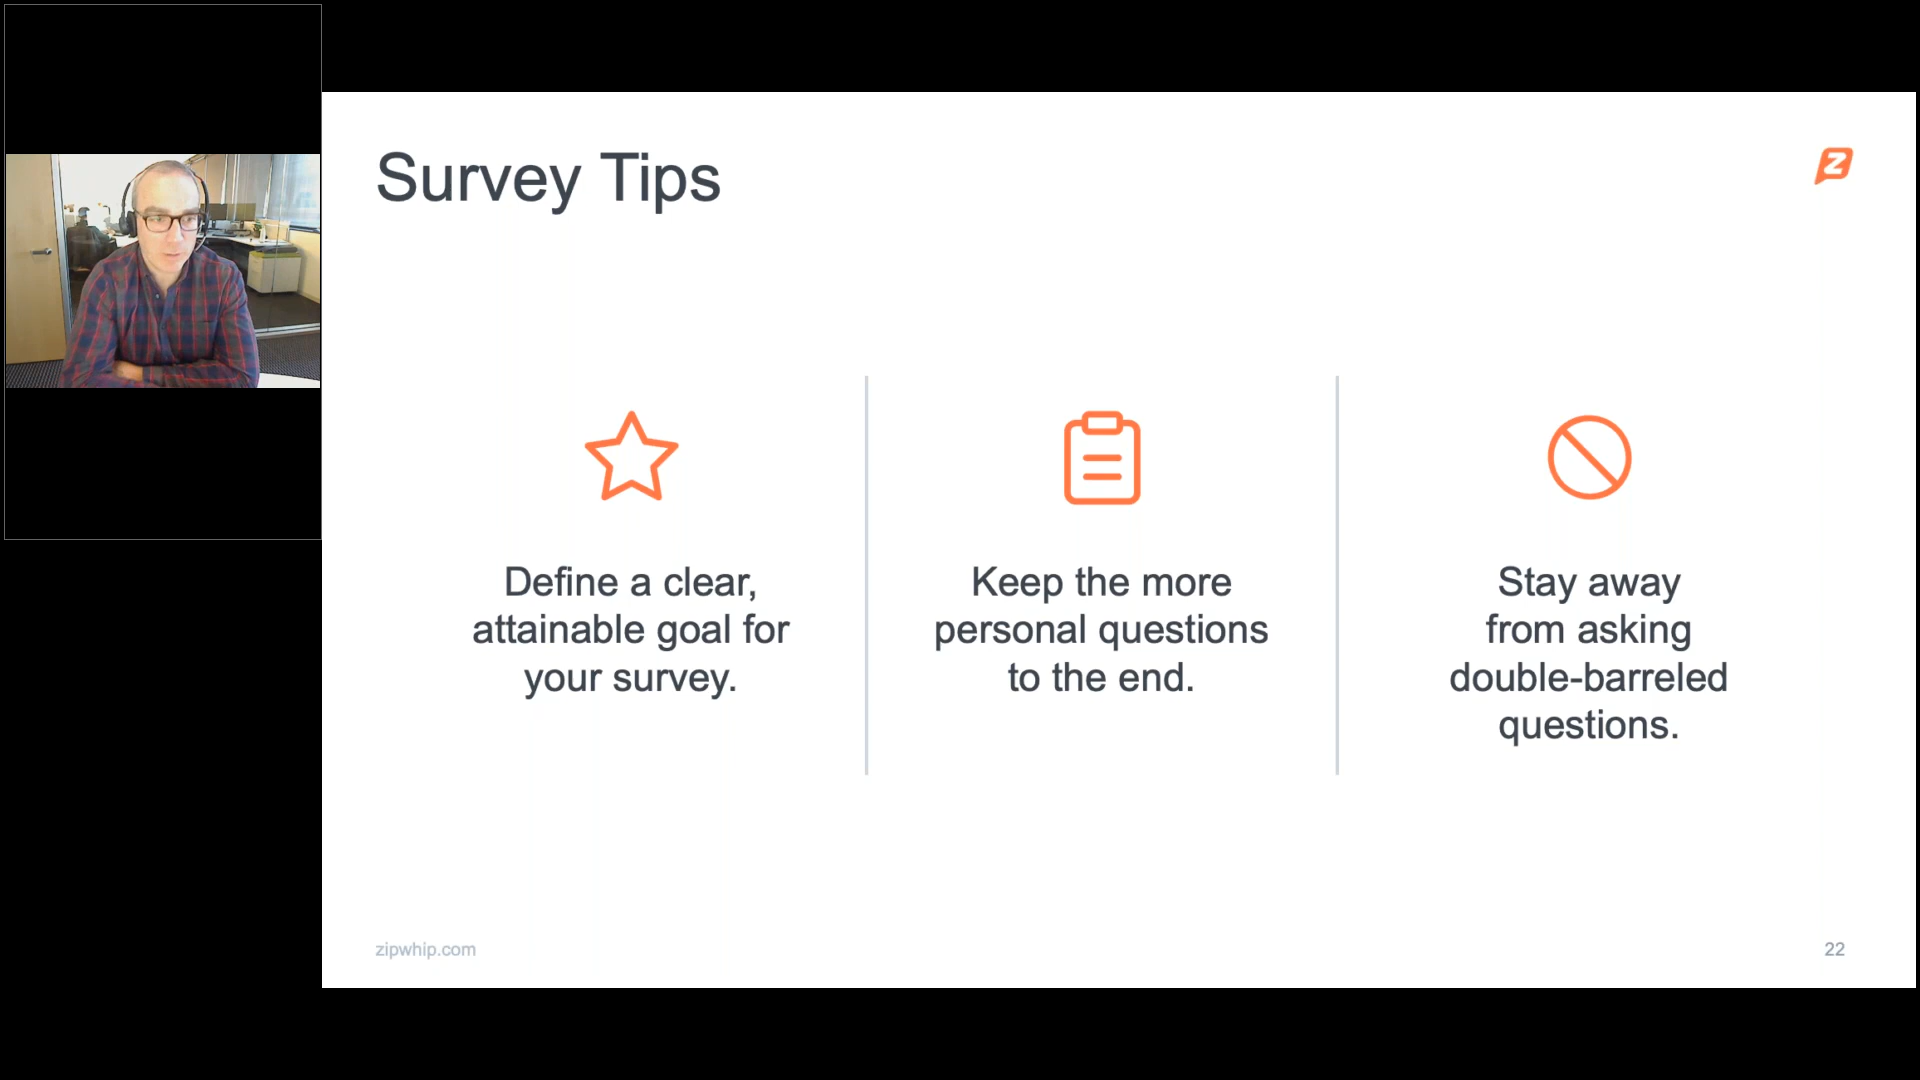 Survey Tips
Z
Define a clear,
attainable goal for
your survey.
Keep the more
personal questions
to the end.
Stay away
from asking
double-barreled
questions.
zipwhip.com
22